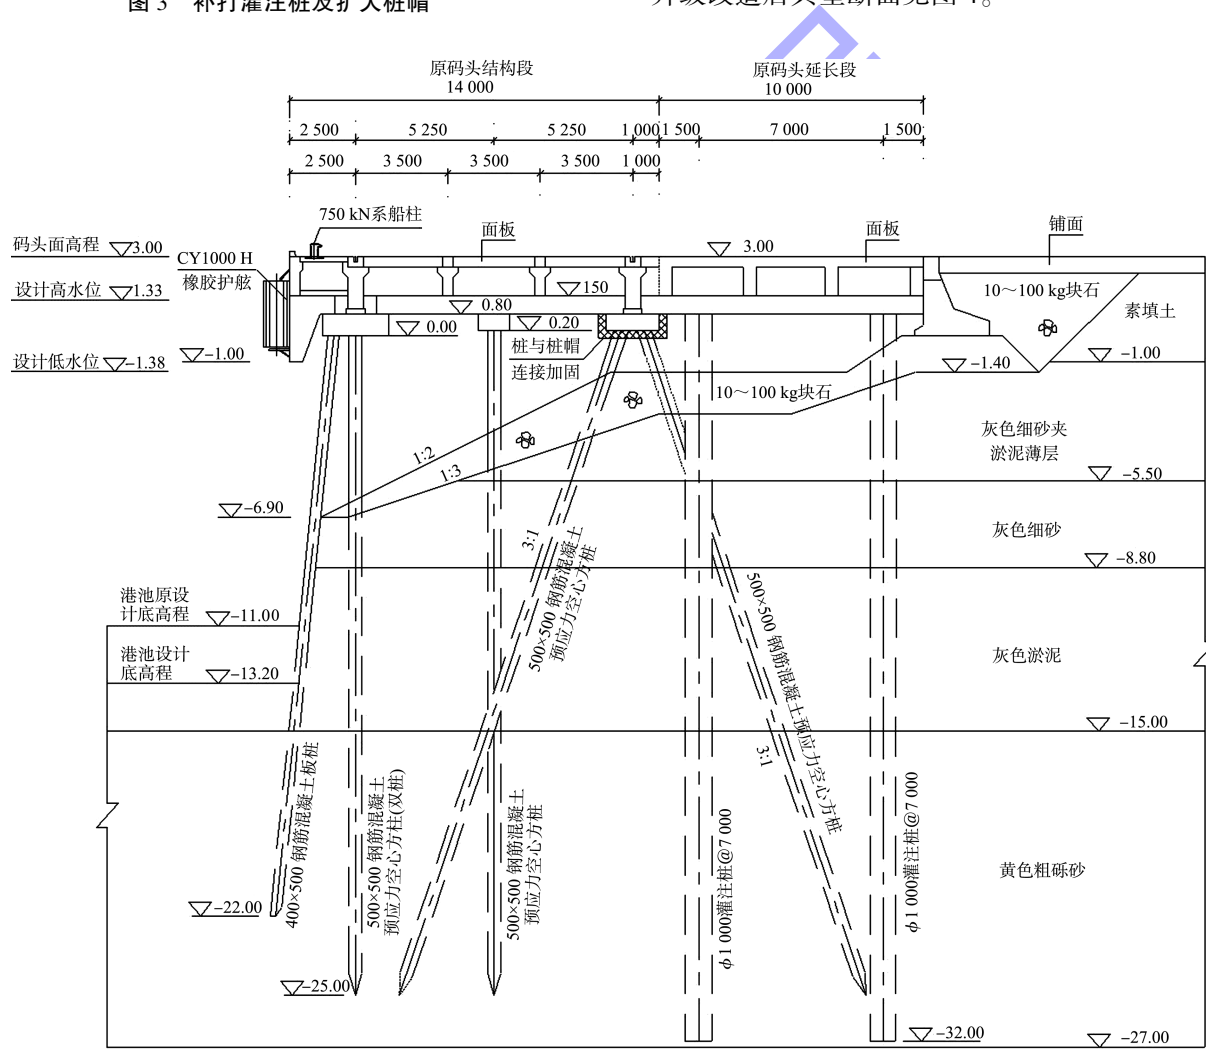 图 3 补打灌注桩及扩大桩帽
升级改造后典型断面见图 4。
原码头结构段
14 000
原码头延长段
10 000
2 500
5 250
5 250
1 000
1 500
7 000
1 500
2 500
3 500
3 500
3 500
1 000
750 kN系船柱
面板
面板
铺面
码头面高程
3.00
CY1000 H
橡胶护舷
3.00
设计高水位
1.33
150
0.80
0.00
0.20
10～100 kg块石
素填土
设计低水位
-1.38
-1.00
桩与桩帽
连接加固
-1.40
-1.00
10～100 kg块石
灰色细砂夹
淤泥薄层
1:2
1:3
-5.50
-6.90
3:1
灰色细砂
-8.80
500×500 钢筋混凝土
预应力空心方桩
500×500 钢筋混凝土预应力空心方桩
3:1
港池原设
计底高程
-11.00
港池设计
底高程
-13.20
灰色淤泥
-15.00
400×500 钢筋混凝土板桩
500×500 钢筋混凝土
预应力空心方柱(双桩)
500×500 钢筋混凝土
预应力空心方桩
ϕ1 000灌注桩@7 000
ϕ1 000灌注桩@7 000
黄色粗砾砂
-22.00
-25.00
-32.00
-27.00